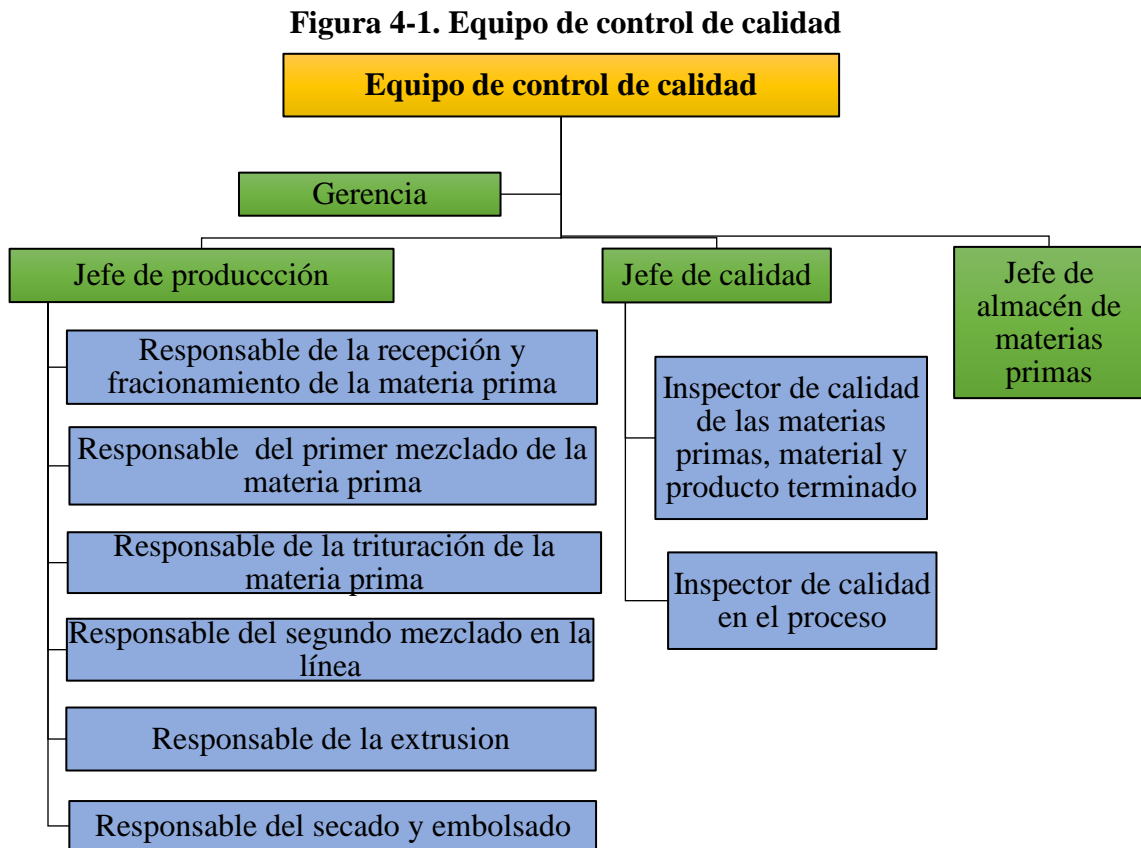 Figura 4-1. Equipo de control de calidad
Equipo de control de calidad
Gerencia
Jefe de produccción
Responsable de la recepción y
fracionamiento de la materia prima
Responsable del primer mezclado de la
materia prima
Responsable de la trituración de la
materia prima
Responsable del segundo mezclado en la
línea
Responsable de la extrusion
Responsable del secado y embolsado
Jefe de calidad
Inspector de calidad
de las materias
primas, material y
producto terminado
Inspector de calidad
en el proceso
Jefe de
almacén de
materias
primas